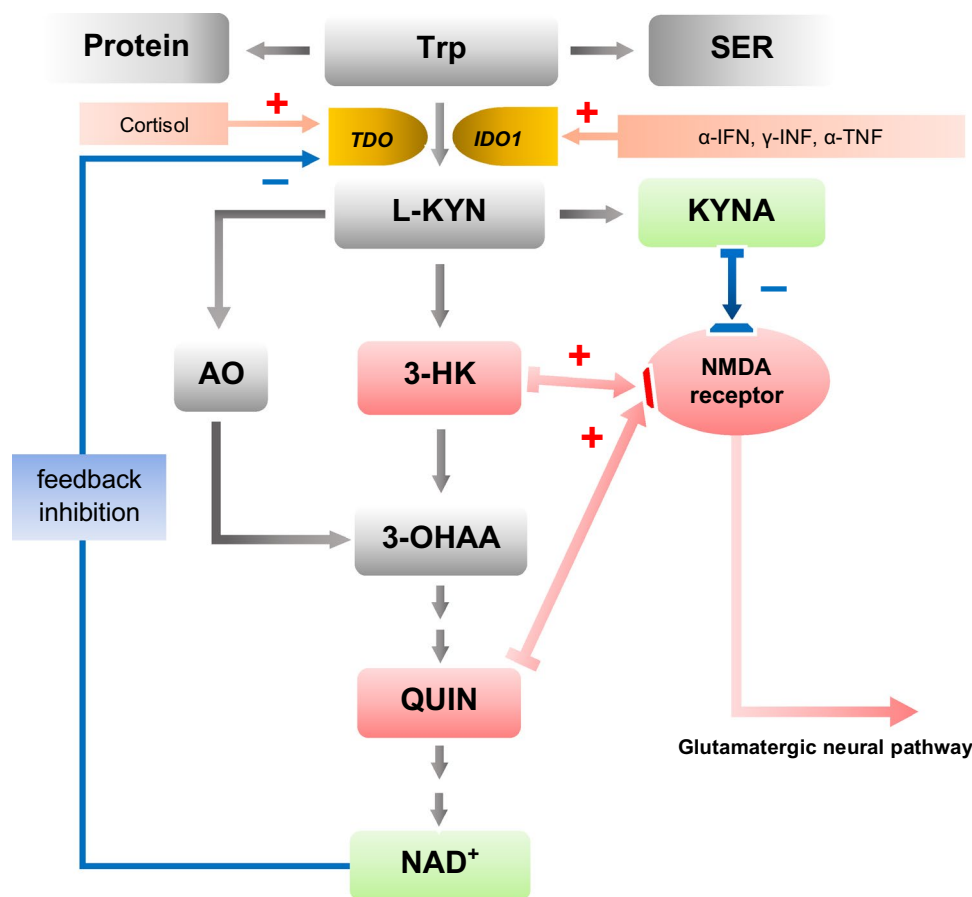 Protein
Trp
SER
+
+
Cortisol
TDO
IDO1
α-IFN, γ-INF, α-TNF
−
L-KYN
KYNA
−
+
AO
3-HK
NMDA
receptor
+
feedback
inhibition
3-OHAA
QUIN
Glutamatergic neural pathway
NAD⁺